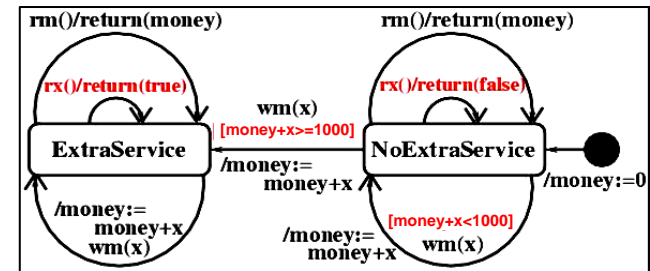 rm()/return(money)
rm()/return(money)
rx()/return(true)
rx()/return(false)
wm(x)
[money+x>=1000]
ExtraService
NoExtraService
/money:=
money+x
/money:=0
/money:=
money+x
wm(x)
[money+x<1000]
wm(x)
/money:=
money+x